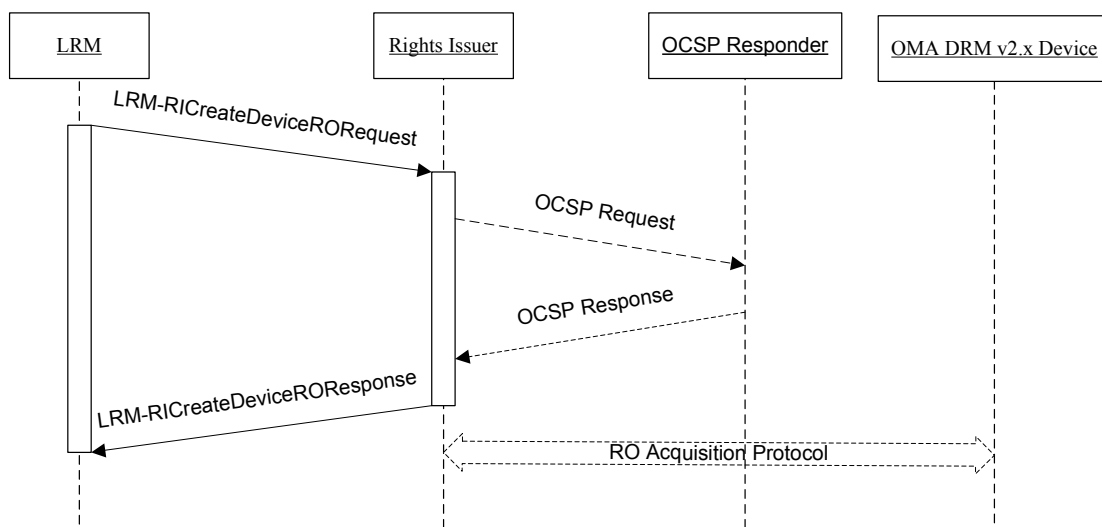 LRM
Rights Issuer
OCSP Responder
OMA DRM v2.x Device
LRM-RICreateDeviceRORequest
OCSP Request
OCSP Response
LRM-RICreateDeviceROResponse
RO Acquisition Protocol